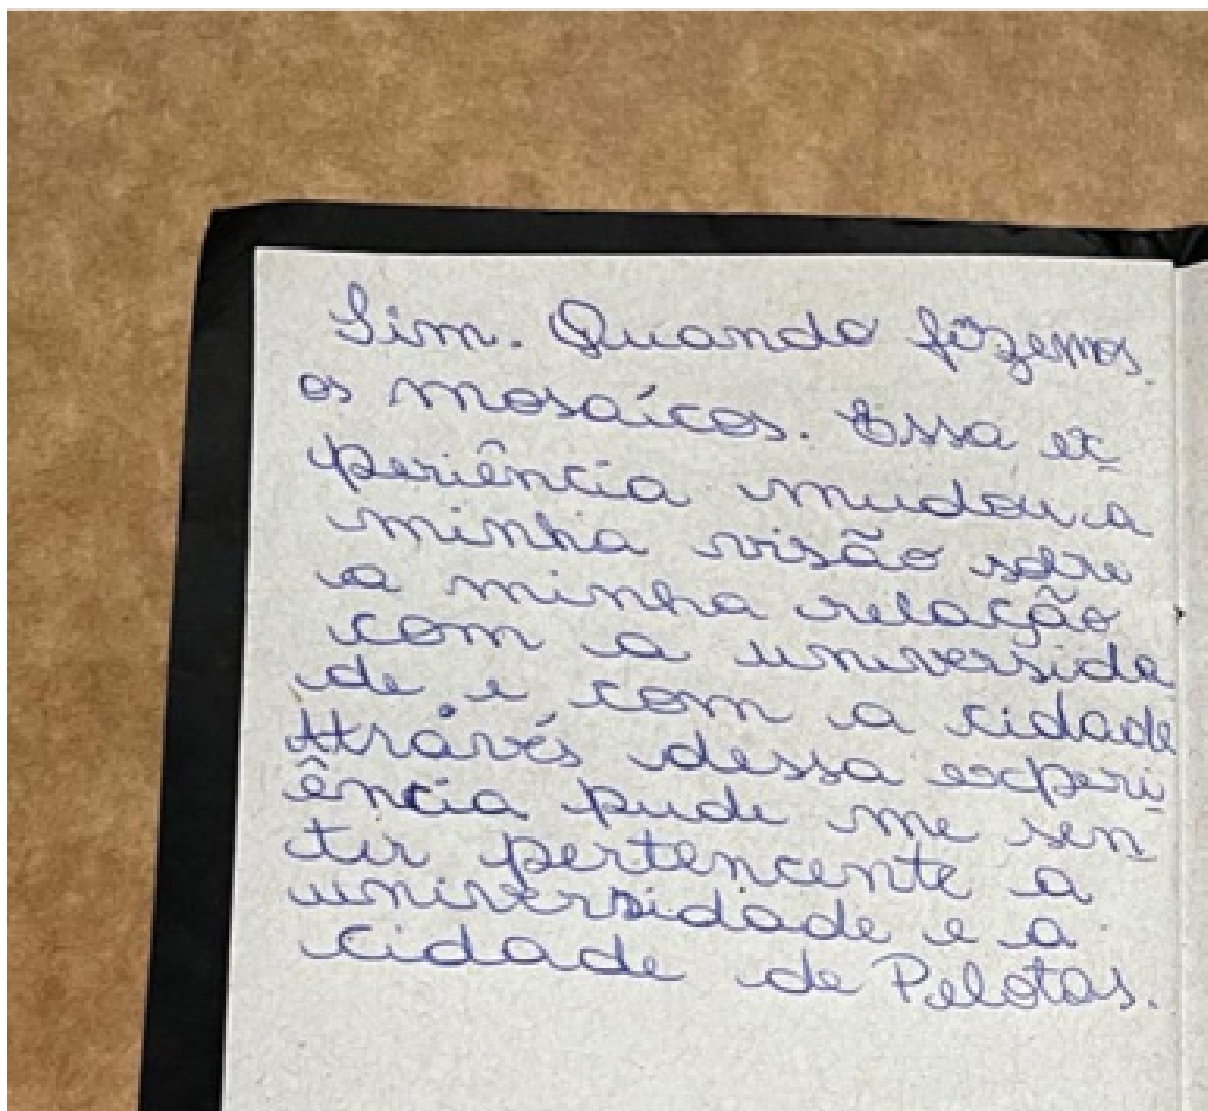 Sim. Quando fizemos
os mosaícos. Essa ex-
periência mudou a
minha visão sobre
a minha relação
com a universida
de e com a cidade
Através dessa experi-
ência pude me sen-
tir pertencente a
universidade e a
cidade de Pelotas.